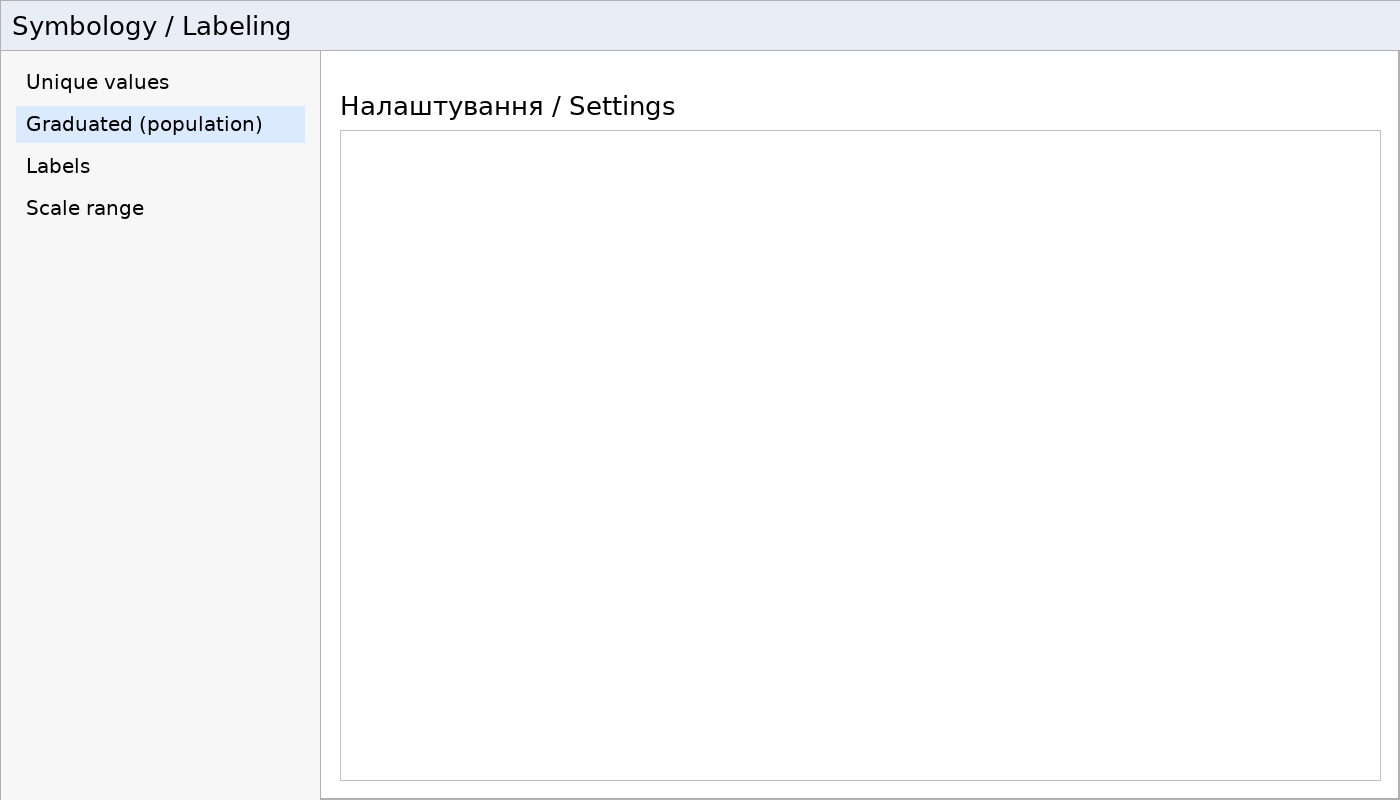 Symbology / Labeling
Unique values
Graduated (population)
Labels
Scale range
Налаштування / Settings